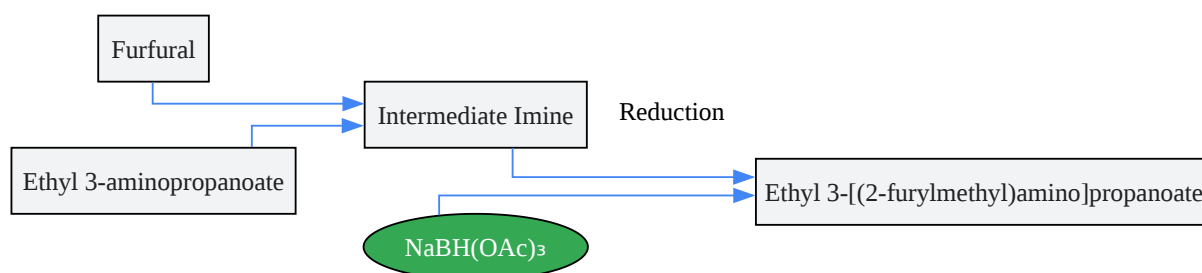 Furfural
Intermediate Imine
Reduction
Ethyl 3-aminopropanoate
Ethyl 3-[(2-furylmethyl)amino]propanoate
NaBH(OAc)₃